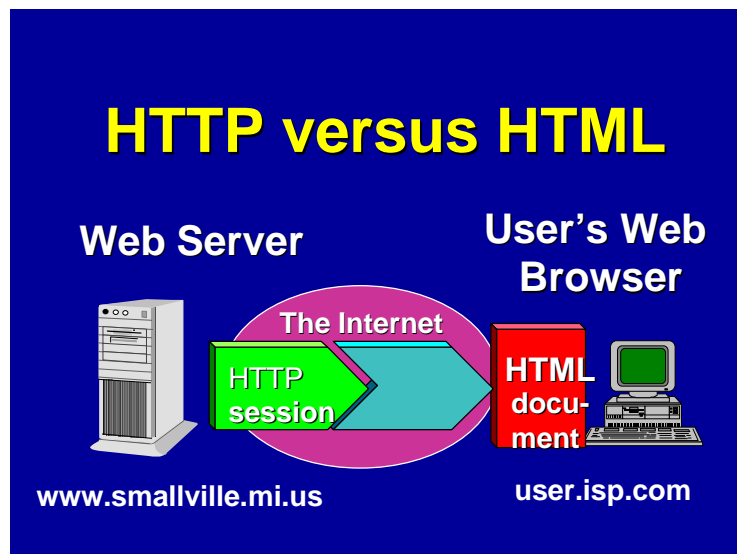 HTTP versus HTML
Web Server
User's Web
Browser
The Internet
HTTP
session
HTML
docu-
ment
www.smallville.mi.us
user.isp.com